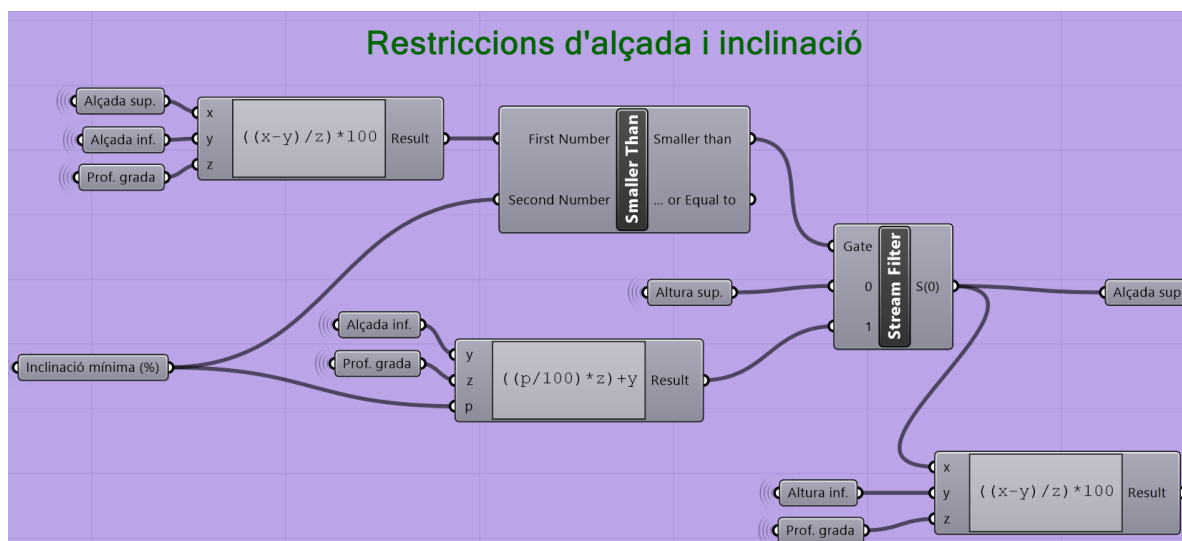 Restriccions d'alçada i inclinació
Alçada sup.
Alçada inf.
Prof. grada
x
y
z
((x-y)/z)*100
Result
First Number
Second Number
Smaller Than
Smaller than
... or Equal to
Altura sup.
Gate
0
1
Stream Filter
S(0)
Alçada sup
Inclinació mínima (%)
Alçada inf.
Prof. grada
y
z
p
((p/100)*z)+y
Result
Altura inf.
Prof. grada
x
y
z
((x-y)/z)*100
Result